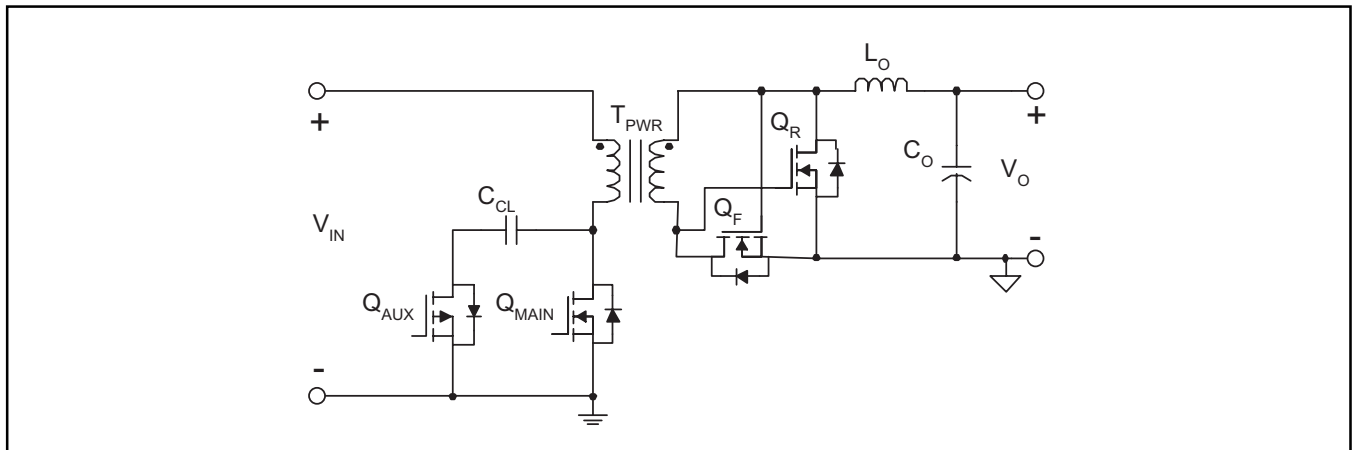 L_O
+
+
T_PWR
Q_R
C_O
V_O
C_CL
Q_F
V_IN
-
Q_AUX
Q_MAIN
-